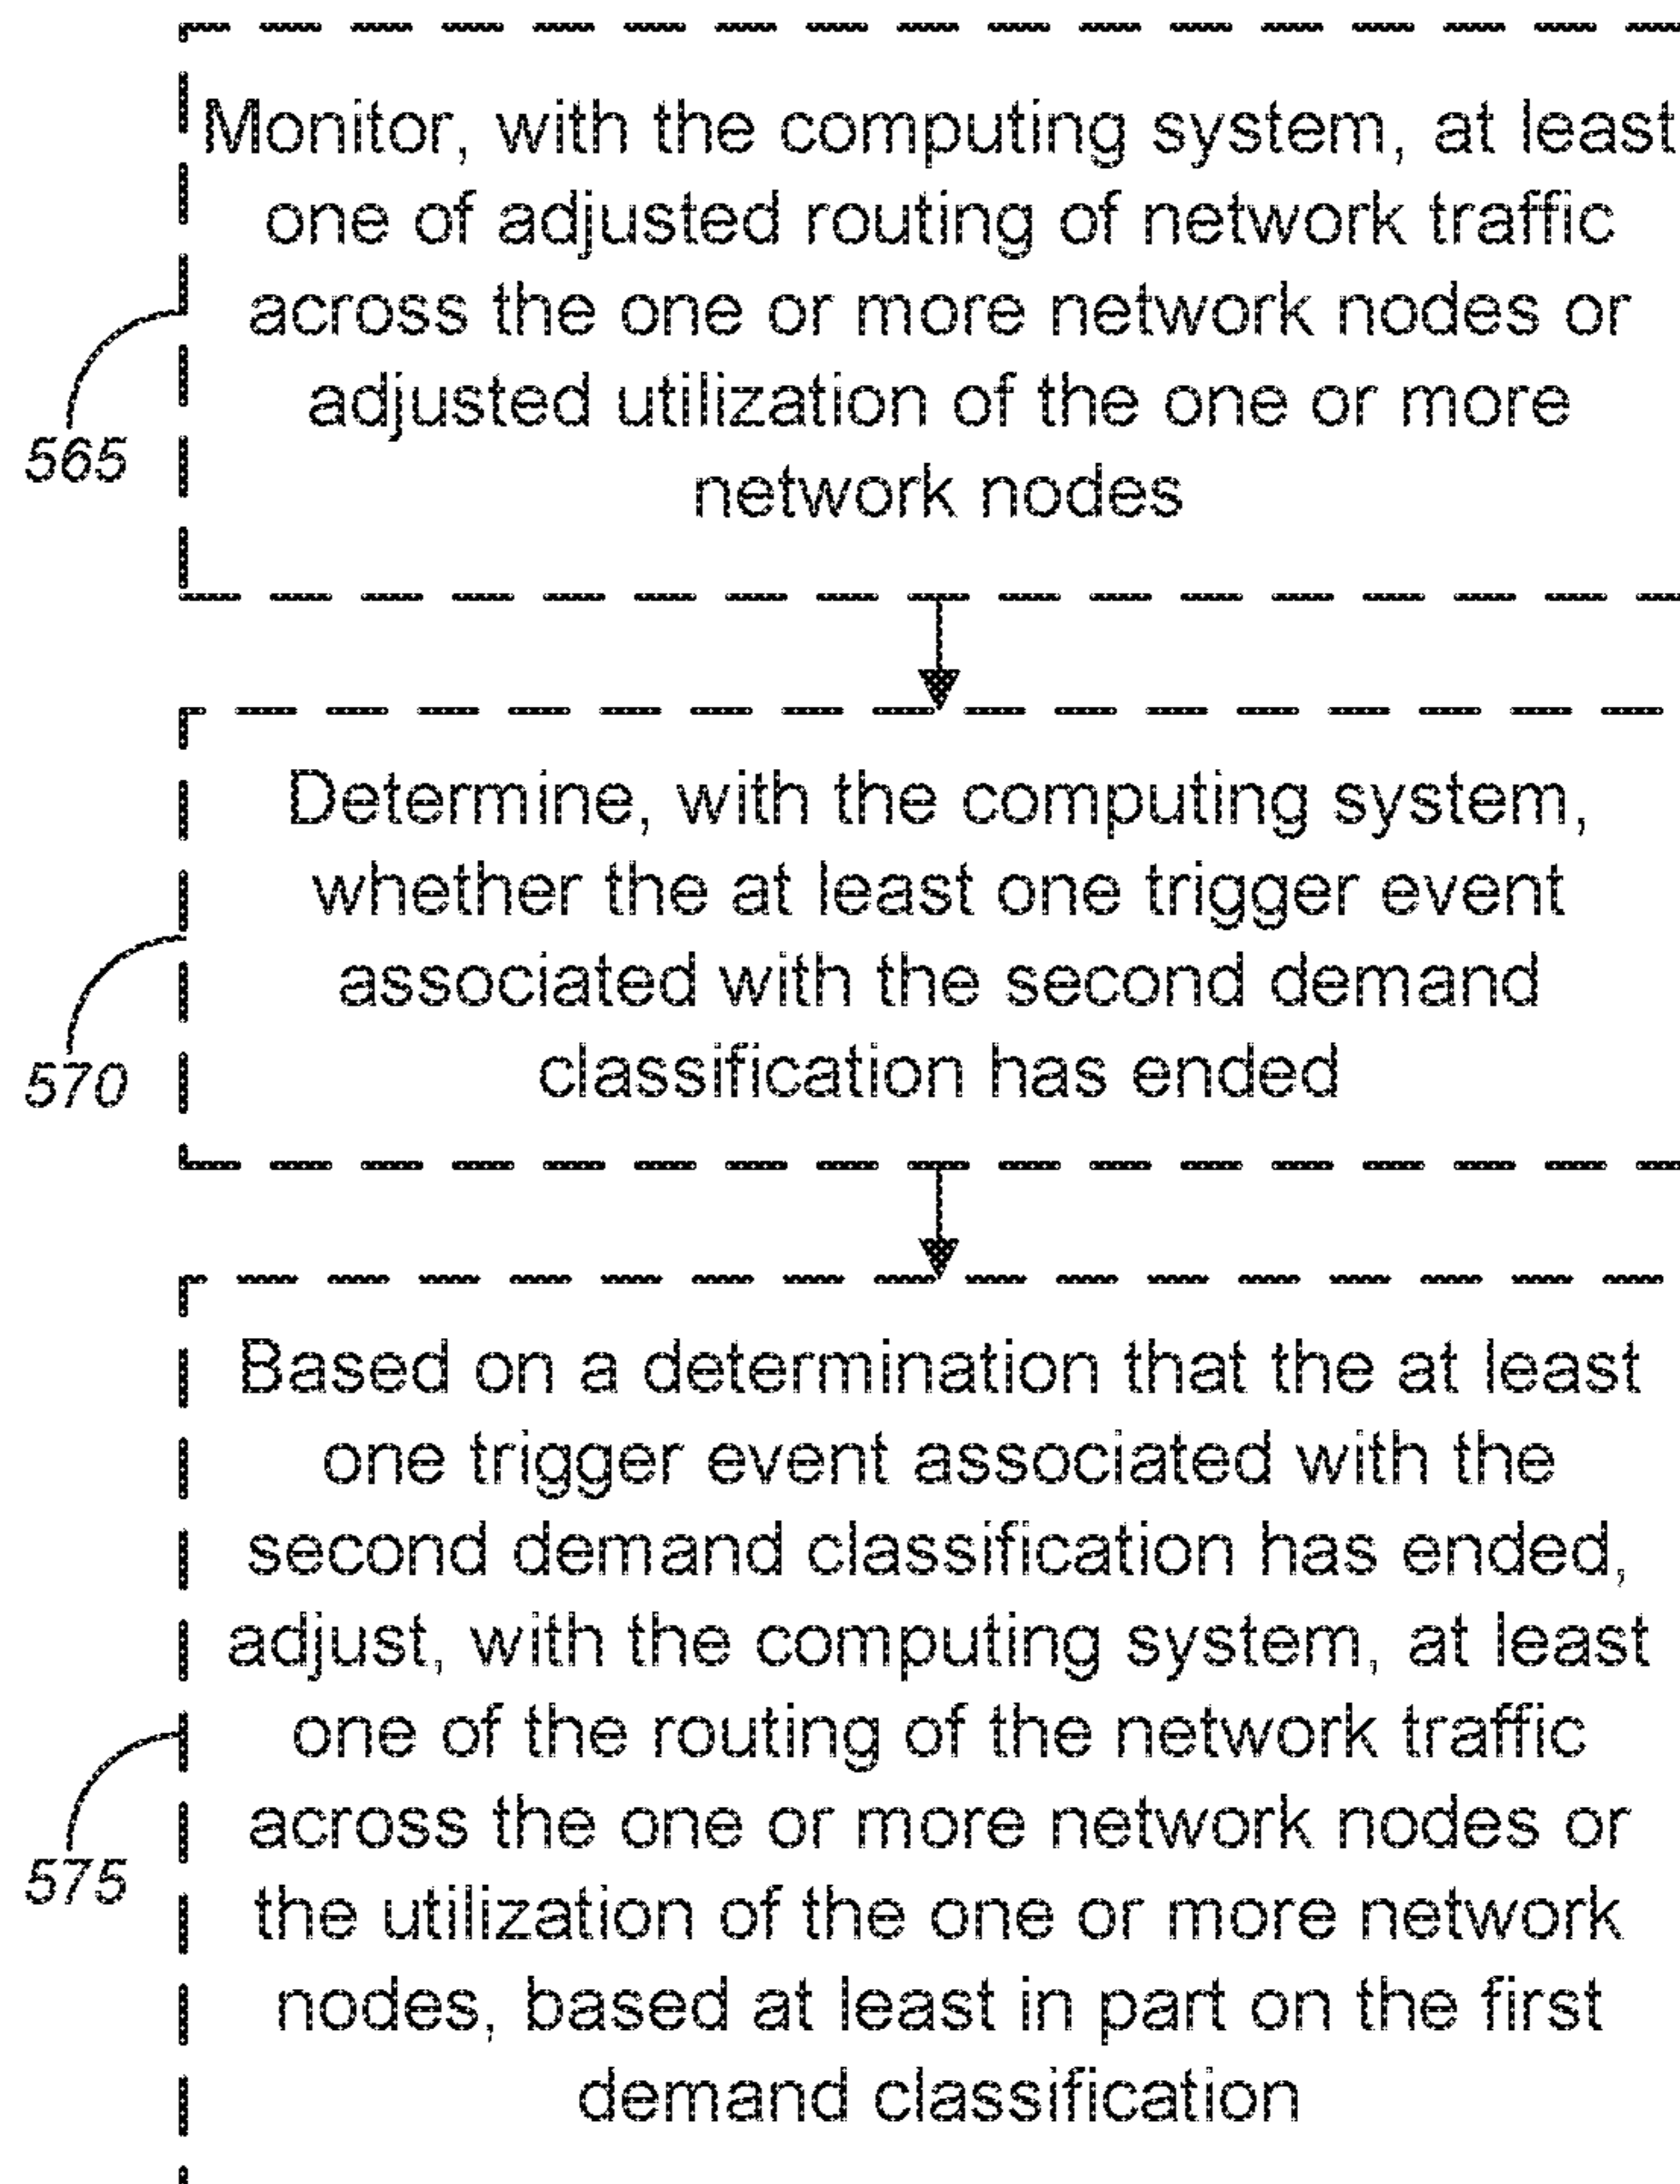 Monitor, with the computing system, at least
one of adjusted routing of network traffic
across the one or more network nodes or
adjusted utilization of the one or more
network nodes
565
Determine, with the computing system,
whether the at least one trigger event
associated with the second demand
classification has ended
570
Based on a determination that the at least
one trigger event associated with the
second demand classification has ended,
adjust, with the computing system, at least
one of the routing of the network traffic
across the one or more network nodes or
the utilization of the one or more network
nodes, based at least in part on the first
demand classification
575